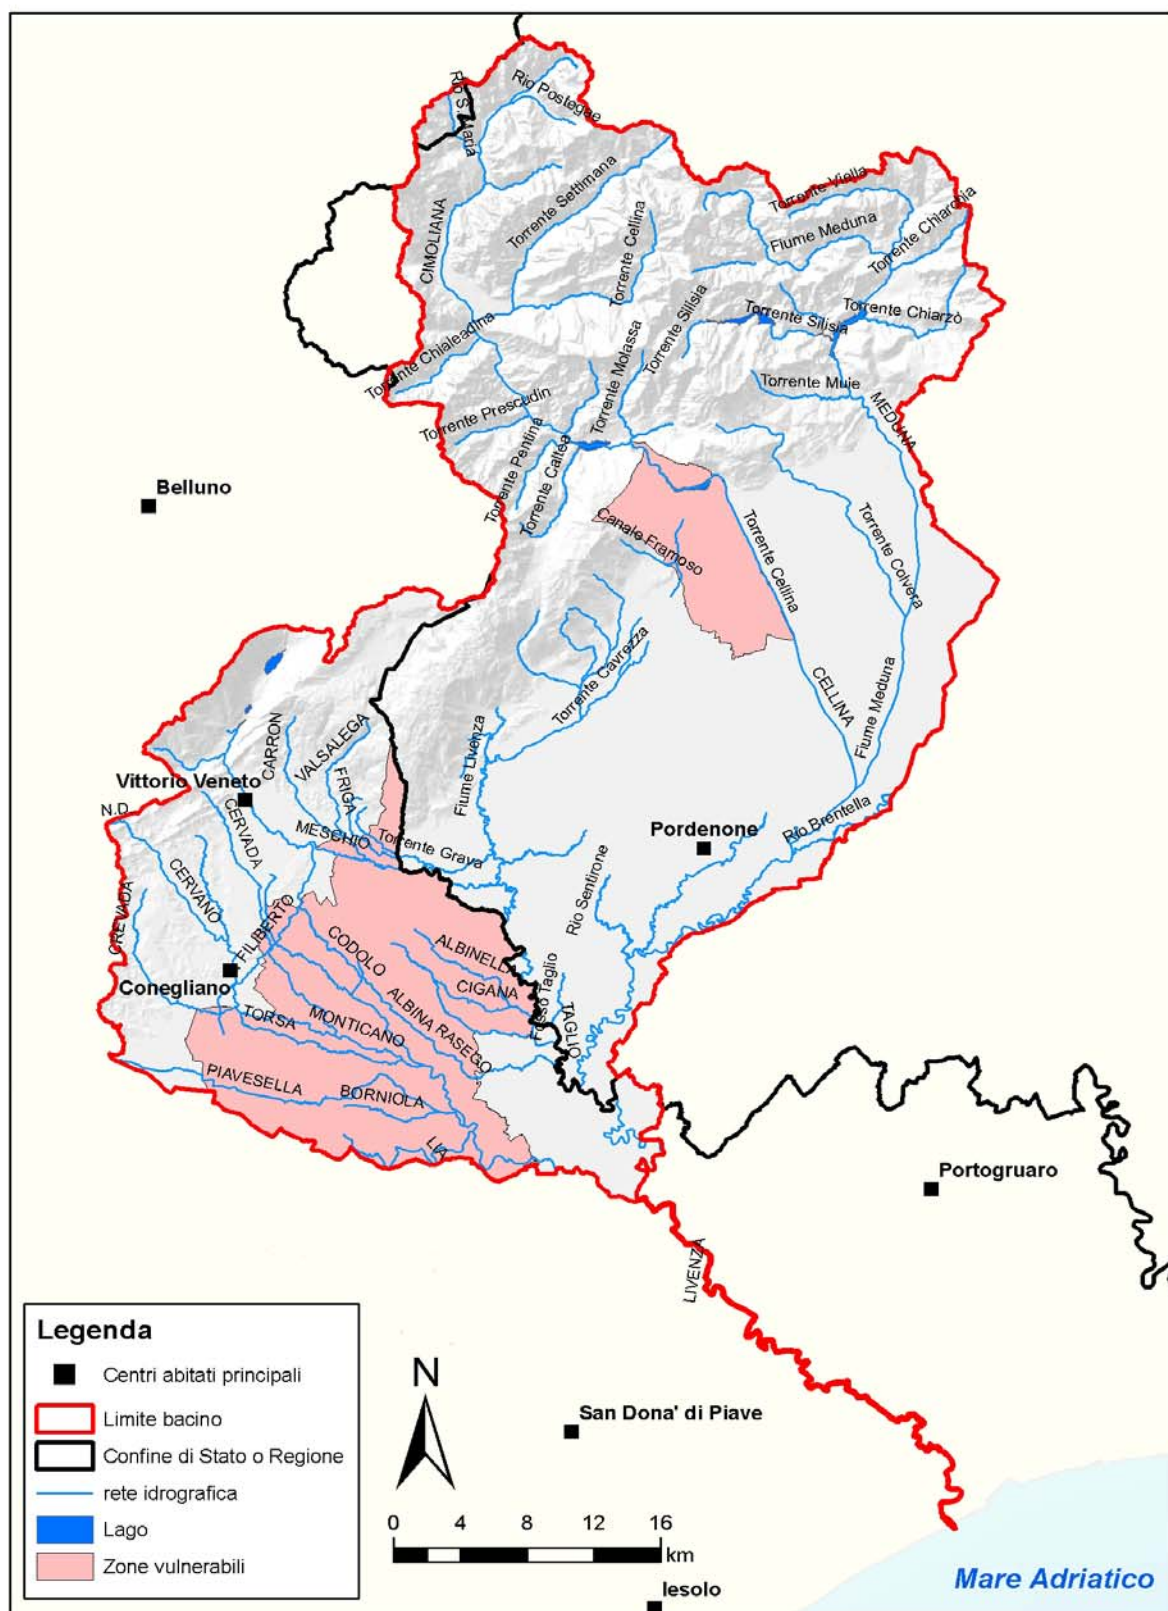 Rio S. Maria
Rio Postegae
Torrente Settimana
CIMOLIANA
Torrente Cellina
Torrente Viella
Fiume Meduna
Torrente Chiarchia
Torrente Silisia
Torrente Silisia
Torrente Chiarzò
Torrente Chialeadina
Torrente Molassa
Torrente Muie
MEDUNA
Torrente Prescudin
Torrente Pentina
Torrente Caltea
Belluno
Canale Framoso
Torrente Cellina
Torrente Colvera
Torrente Cavrezza
CELLINA
Fiume Meduna
Fiume Livenza
CARRON
VALSALEGA
FRIGA
Vittorio Veneto
N.D.
CERVADA
MESCHIO
Torrente Grava
Pordenone
Rio Brentella
CREVADA
CERVANO
FILIBERTO
Rio Sentirone
Conegliano
CODOLO
ALBINELLA
CIGANA
Fosso Taglio
TAGLIO
TORSA
MONTICANO
ALBINA RASEGO
PIAVESELLA
BORNIOLA
LIA
Portogruaro
LIVENZA
Legenda
Centri abitati principali
Limite bacino
Confine di Stato o Regione
rete idrografica
Lago
Zone vulnerabili
N
San Dona' di Piave
0 4 8 12 16
km
Iesolo
Mare Adriatico